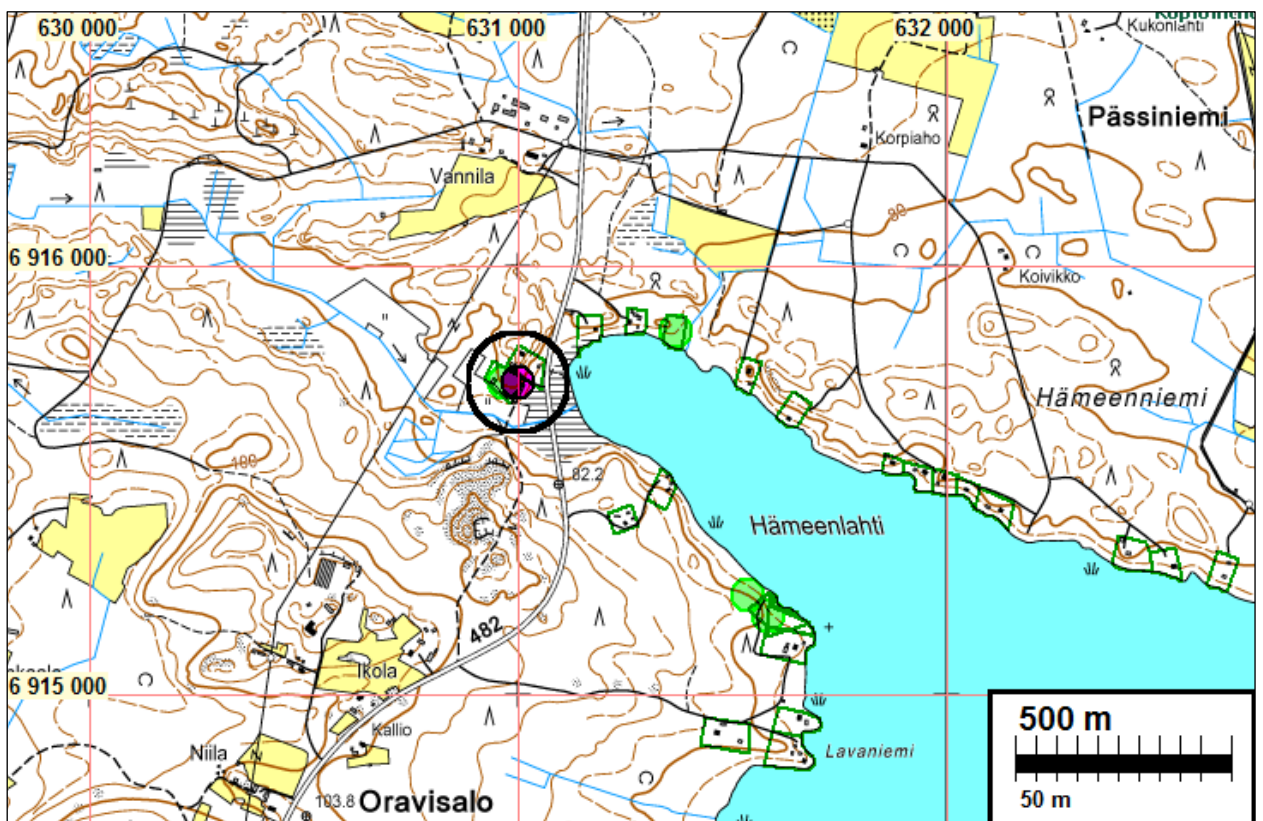 630 000
631 000
632 000
Kukonlahti
Pässiniemi
Korpiaho
Vannila
80
6 916 000
Koivikko
Hämeenniemi
100
82.2
Hämeenlahti
482
Ikola
6 915 000
Kallio
Niila
Lavaniemi
103.8
Oravisalo
500 m
50 m